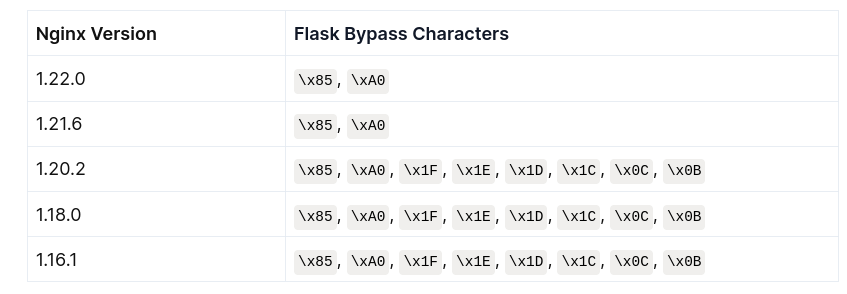 Nginx Version Flask Bypass Characters
1.22.0 \x85, \xA0
1.21.6 \x85, \xA0
1.20.2 \x85, \xA0, \x1F, \x1E, \x1D, \x1C, \x0C, \x0B
1.18.0 \x85, \xA0, \x1F, \x1E, \x1D, \x1C, \x0C, \x0B
1.16.1 \x85, \xA0, \x1F, \x1E, \x1D, \x1C, \x0C, \x0B